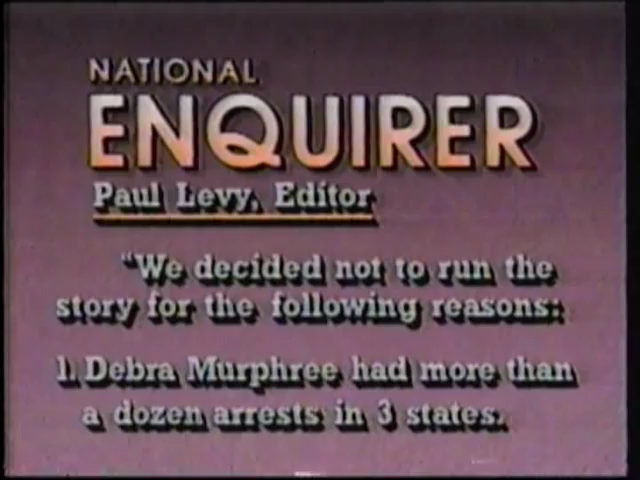 NATIONAL
ENQUIRER
Paul Levy, Editor
"We decided not to run the
story for the following reasons:
1. Debra Murphree had more than
a dozen arrests in 3 states.